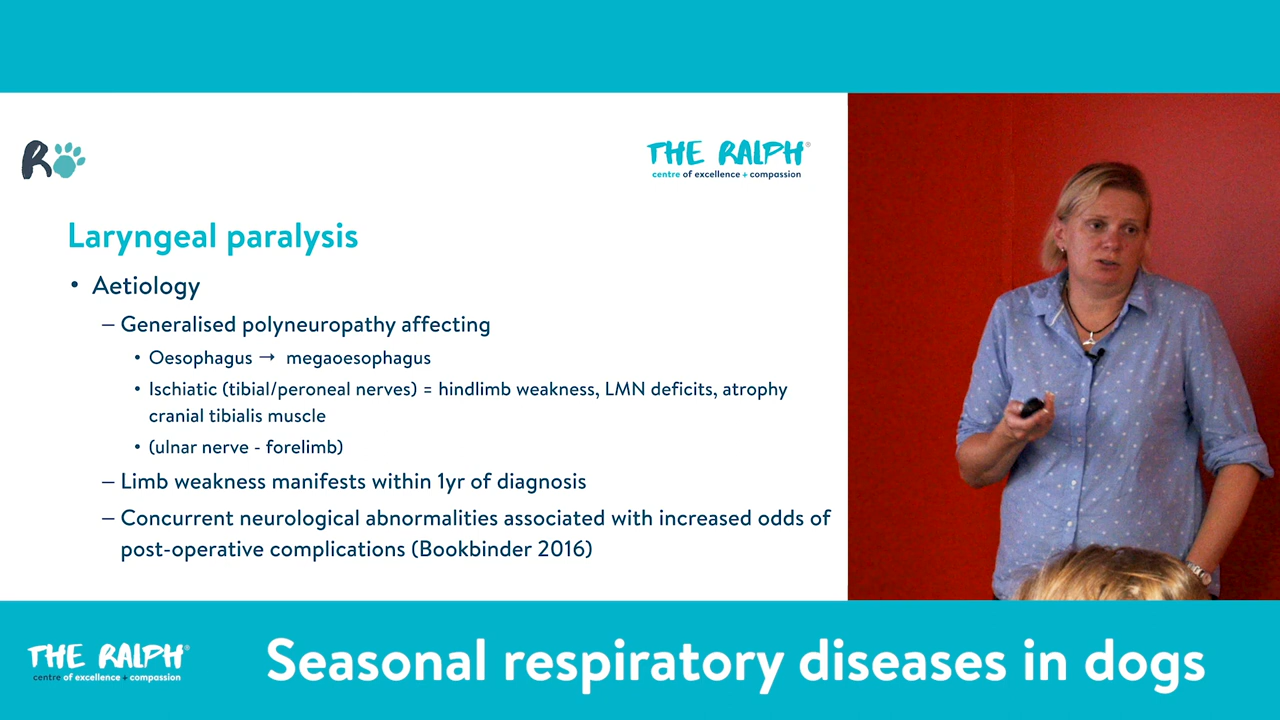 R
THE RALPH®
centre of excellence + compassion
Laryngeal paralysis
• Aetiology
– Generalised polyneuropathy affecting
• Oesophagus → megaoesophagus
• Ischiatic (tibial/peroneal nerves) = hindlimb weakness, LMN deficits, atrophy
cranial tibialis muscle
• (ulnar nerve - forelimb)
– Limb weakness manifests within 1yr of diagnosis
– Concurrent neurological abnormalities associated with increased odds of
post-operative complications (Bookbinder 2016)
THE RALPH®
centre of excellence + compassion
Seasonal respiratory diseases in dogs